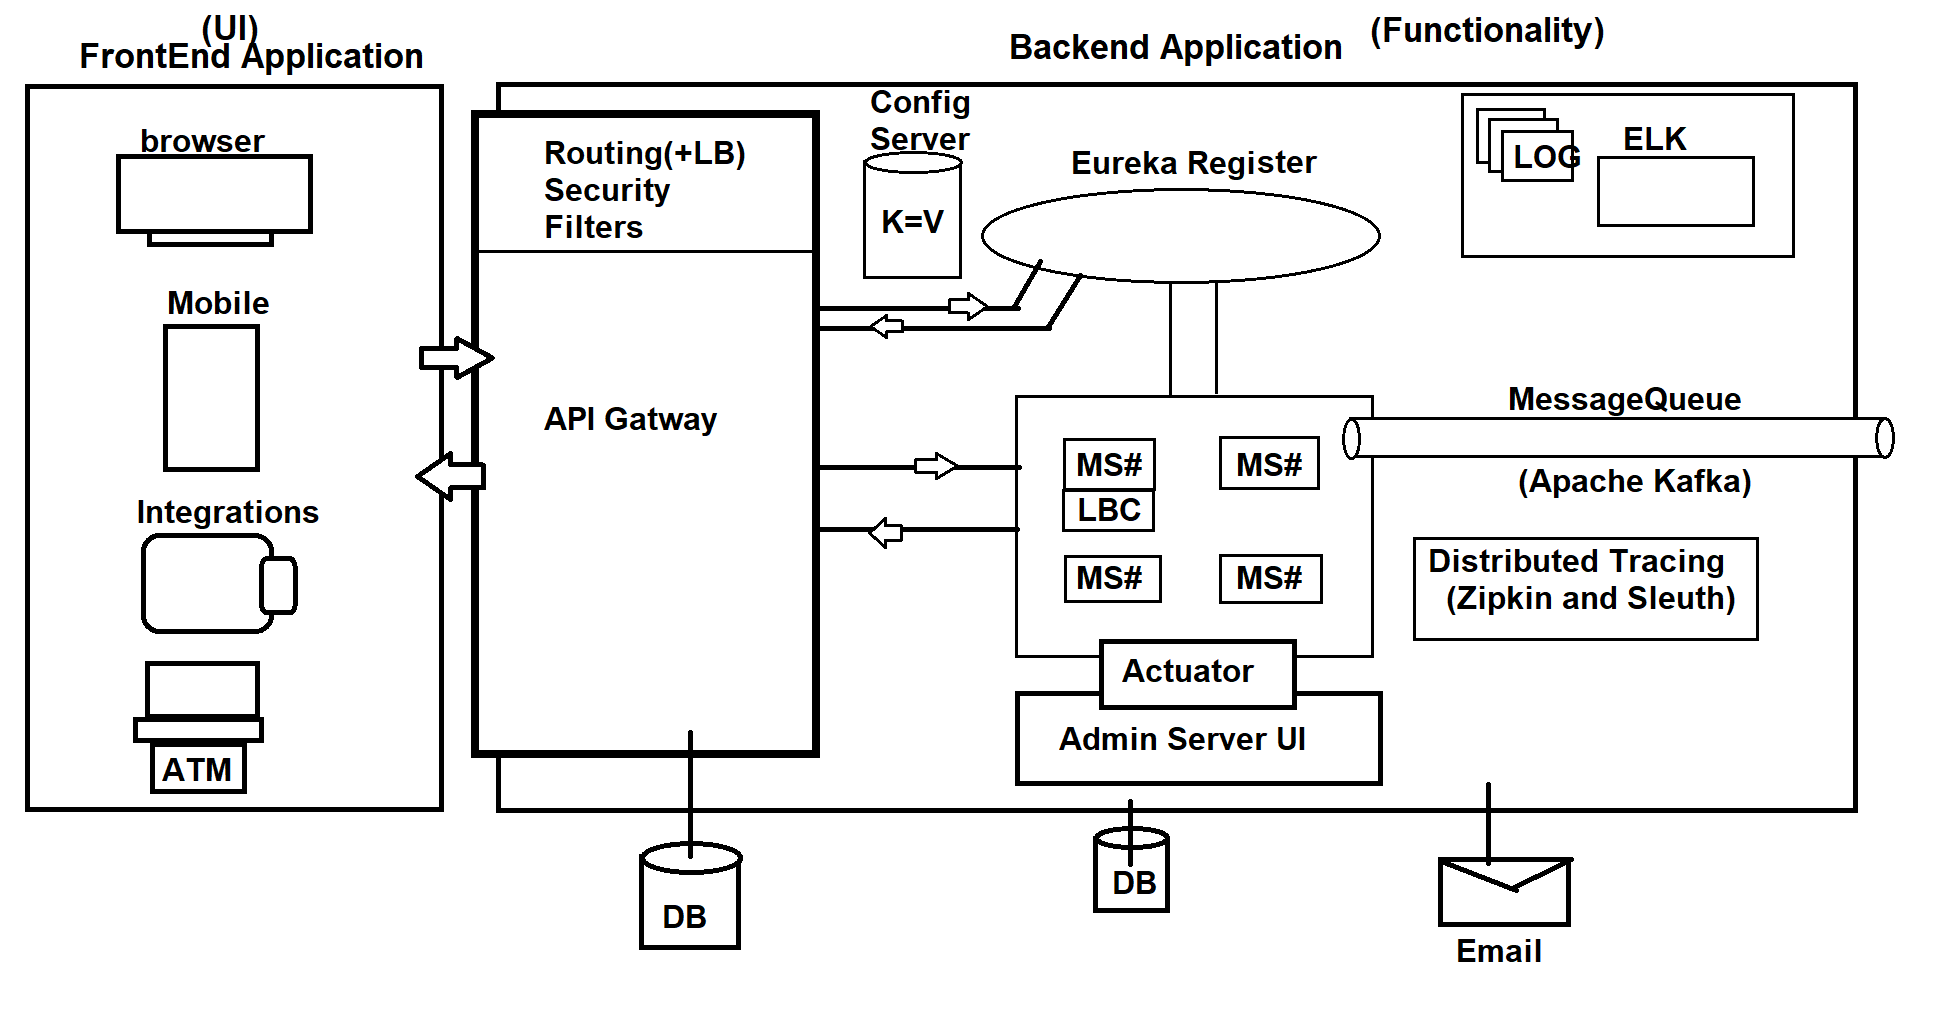 (UI)
FrontEnd Application
browser
Mobile
Integrations
ATM
Backend Application
(Functionality)
Routing(+LB)
Security
Filters
API Gatway
Config
Server
K=V
Eureka Register
LOG
ELK
MS#
MS#
LBC
MS#
MS#
MessageQueue
(Apache Kafka)
Distributed Tracing
(Zipkin and Sleuth)
Actuator
Admin Server UI
DB
DB
Email